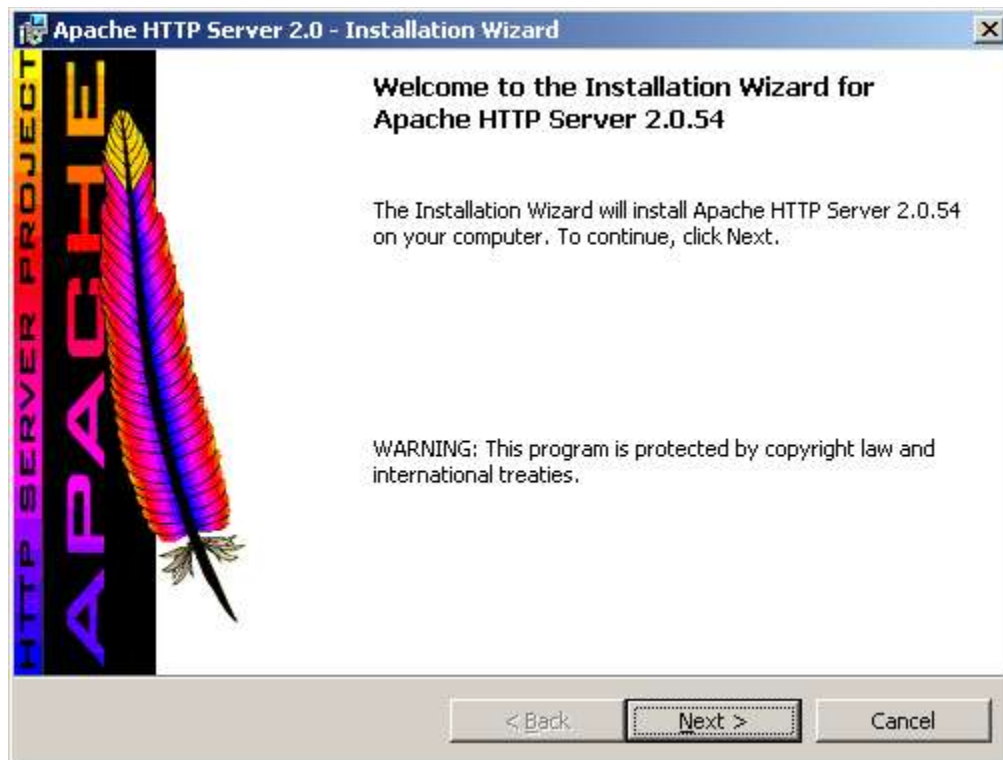 Apache HTTP Server 2.0 - Installation Wizard
HTTP SERVER PROJECT
APACHE
Welcome to the Installation Wizard for
Apache HTTP Server 2.0.54
The Installation Wizard will install Apache HTTP Server 2.0.54
on your computer. To continue, click Next.
WARNING: This program is protected by copyright law and
international treaties.
< Back
Next >
Cancel